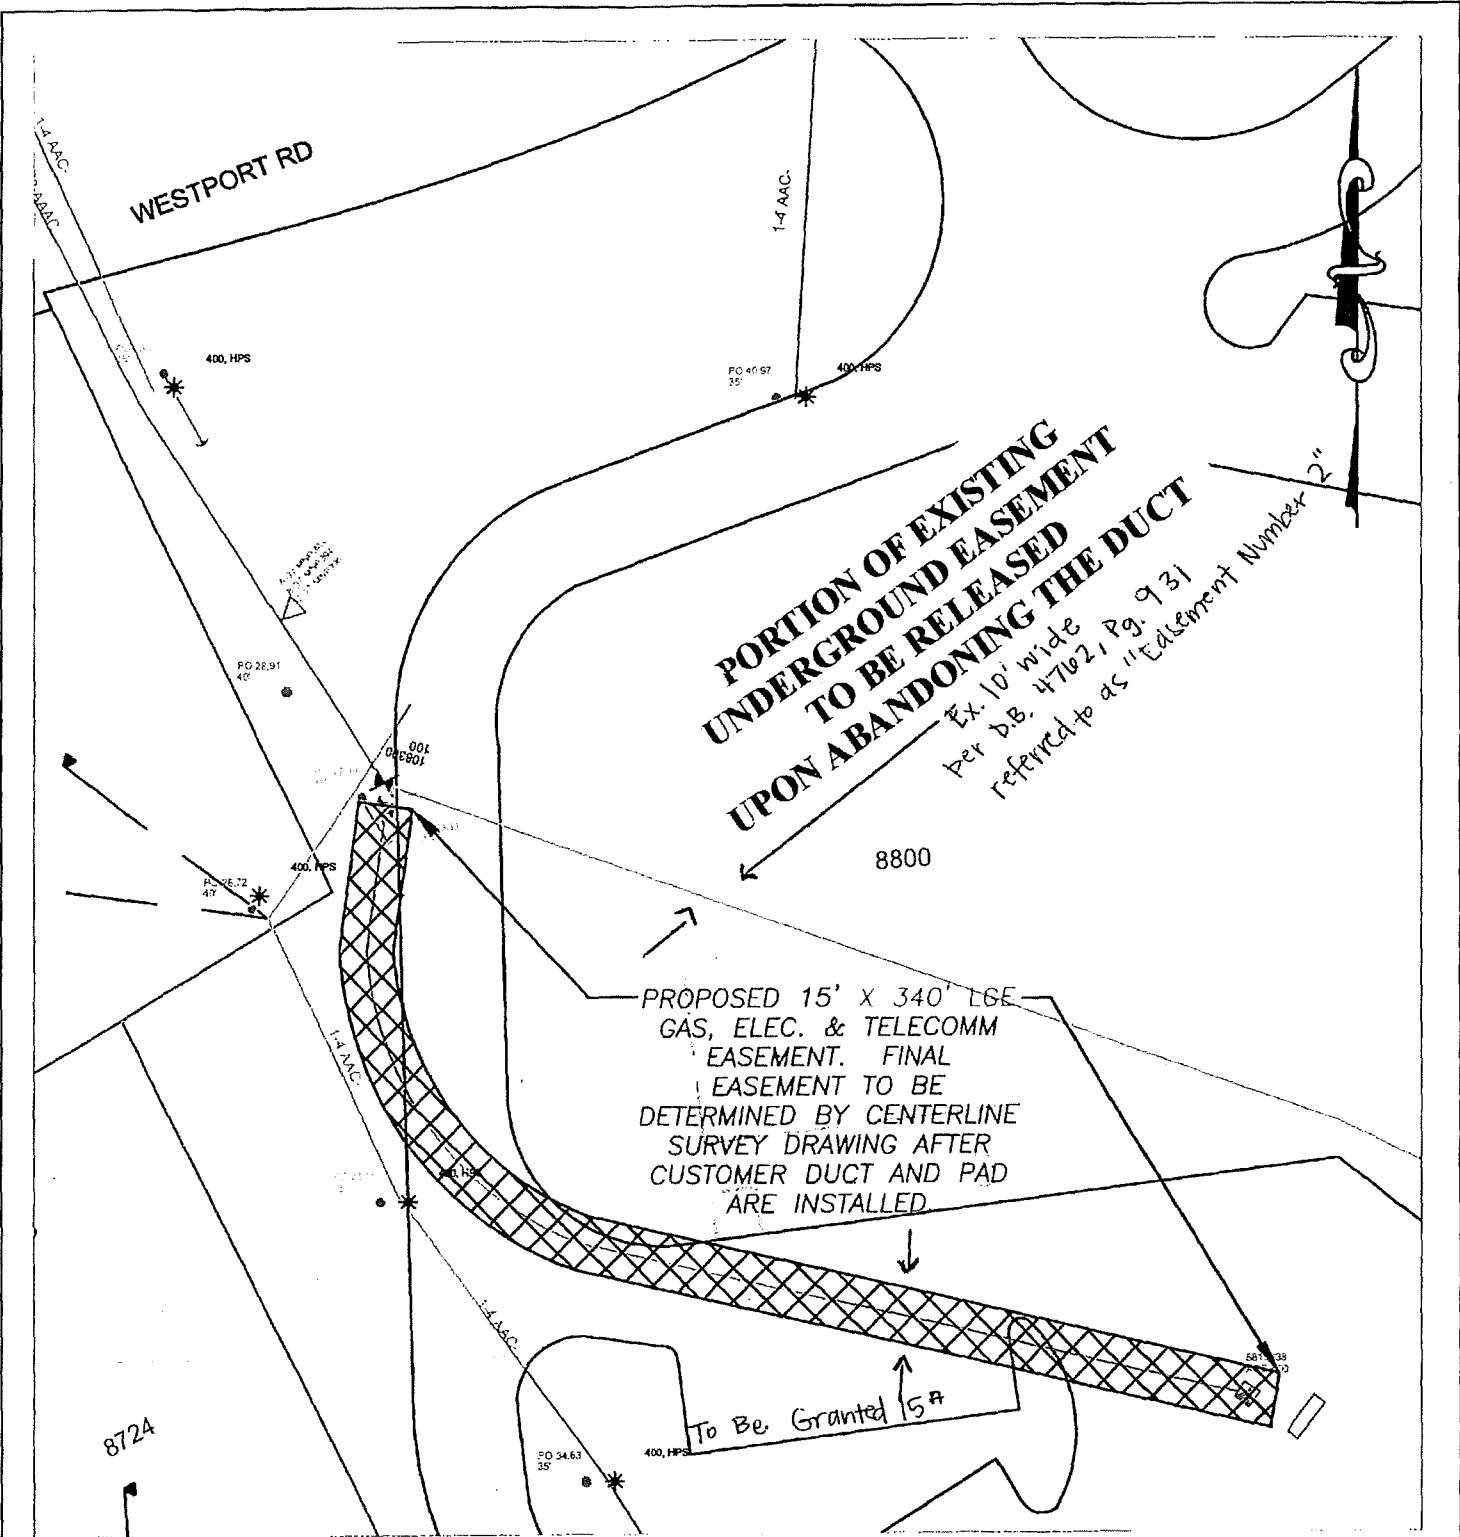 WESTPORT RD
1-4 AAC-
AAAC
1-4 AAC-
400, HPS
PO 40.97
35'
400, HPS
PORTION OF EXISTING
UNDERGROUND EASEMENT
TO BE RELEASED
UPON ABANDONING THE DUCT
Ex. 10' wide
per D.B. 4762, Pg. 931
referred to as "Easement Number 2"
PO 28.91
40'
100
8800
400, HPS
40'
PROPOSED 15' X 340' LGE
GAS, ELEC. & TELECOMM
EASEMENT. FINAL
EASEMENT TO BE
DETERMINED BY CENTERLINE
SURVEY DRAWING AFTER
CUSTOMER DUCT AND PAD
ARE INSTALLED
1-4 AAC-
1-4 AAC-
To Be Granted
8724
PO 34.63
35'
400, HPS